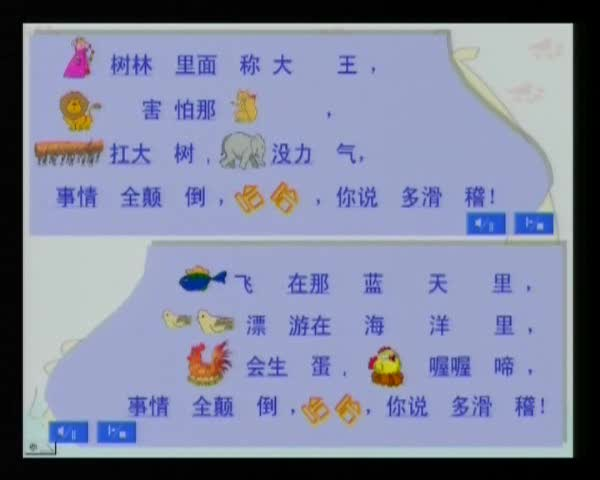 树林 里面 称 大 王，
害 怕那 ，
扛大 树，没力 气，
事情 全颠 倒，哈哈，你说 多滑 稽！
飞 在那 蓝 天 里，
漂 游在 海 洋 里，
会生 蛋，喔喔 啼，
事情 全颠 倒，哈哈，你说 多滑 稽！